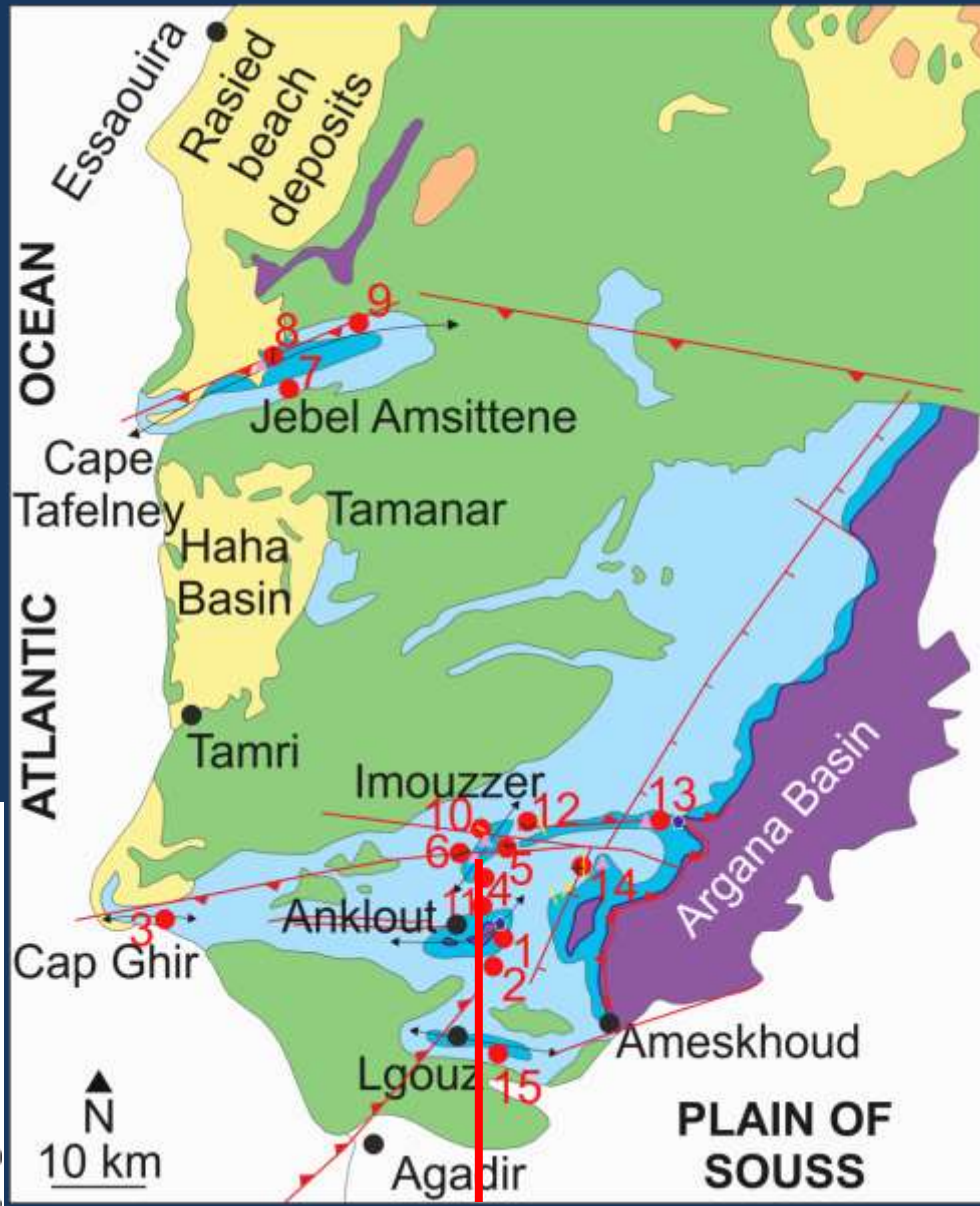 Essaouira
Rasied
beach
deposits
OCEAN
9
8
7
Jebel Amsittene
Cape
Tafelney
Tamanar
Haha
Basin
ATLANTIC
Tamri
Imouzzer
10
12
13
6
5
14
4
11
Anklout
Argana Basin
3
1
Cap Ghir
2
Ameskhoud
Lgouz
15
N
10 km
Agadir
PLAIN OF
SOUSS